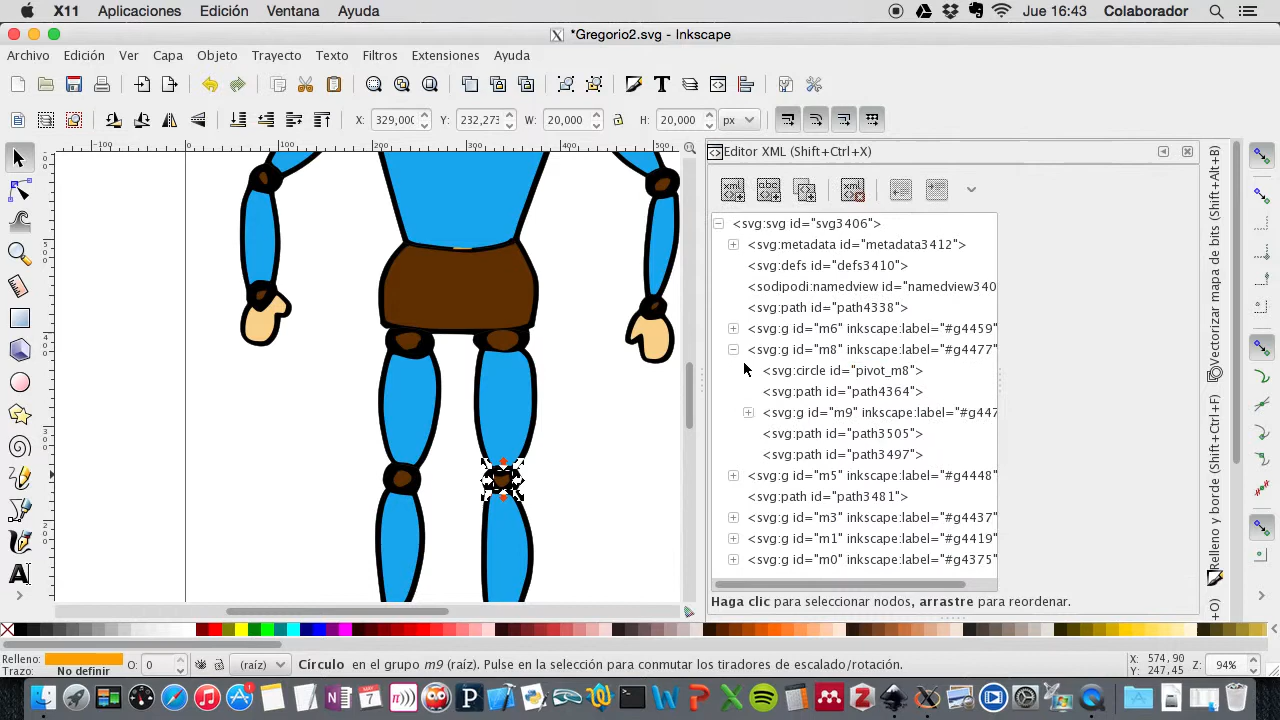 X11 Aplicaciones Edición Ventana Ayuda Jue 16:43 Colaborador
*Gregorio2.svg - Inkscape
Archivo Edición Ver Capa Objeto Trayecto Texto Filtros Extensiones Ayuda
X: 329,000 Y: 232,273 W: 20,000 H: 20,000 px
-100 0 100 200 300 400 500
Editor XML (Shift+Ctrl+X)
<svg:svg id="svg3406">
<svg:metadata id="metadata3412">
<svg:defs id="defs3410">
<sodipodi:namedview id="namedview340
<svg:path id="path4338">
<svg:g id="m6" inkscape:label="#g4459"
<svg:g id="m8" inkscape:label="#g4477"
<svg:circle id="pivot_m8">
<svg:path id="path4364">
<svg:g id="m9" inkscape:label="#g447
<svg:path id="path3505">
<svg:path id="path3497">
<svg:g id="m5" inkscape:label="#g4448"
<svg:path id="path3481">
<svg:g id="m3" inkscape:label="#g4437"
<svg:g id="m1" inkscape:label="#g4419"
<svg:g id="m0" inkscape:label="#g4375"
Haga clic para seleccionar nodos, arrastre para reordenar.
Vectorizar mapa de bits (Shift+Alt+B)
Relleno y borde (Shift+Ctrl+F)
+O)
Relleno: O: 0 (raíz) Círculo en el grupo m9 (raíz). Pulse en la selección para conmutar los tiradores de escalado/rotación. X: 574,90 Z: 94%
Trazo: No definir Y: 247,45